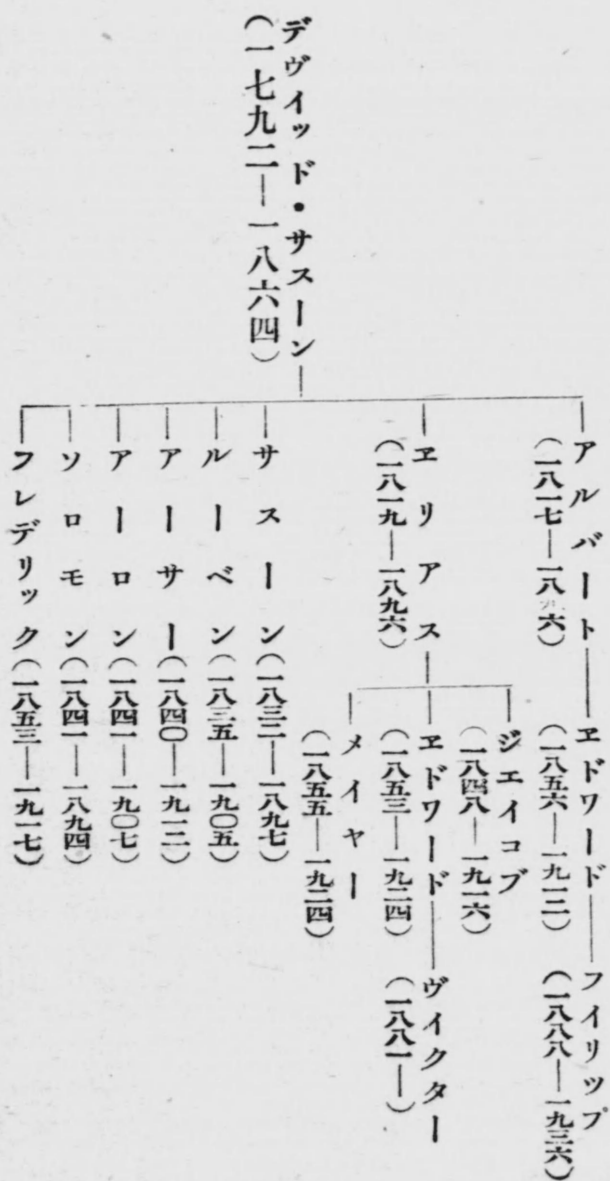 デヴイッド・サスーン
(一七九二―一八六四)
アルバート
(一八一七―一八 六)
ヱドワード
(一八五六―一九一二)
フイリップ
(一八八八―一九三六)
ヱリアス
(一八一九―一八九六)
ジエイコブ
(一八四八―一九一六)
ヱドワード
(一八五三―一九二四)
ヴイクター
(一八八一―)
メイヤー
(一八五五―一九二四)
サスーン(一八三二―一八九七)
ルーベン(一八三五―一九〇五)
アーサー(一八四〇―一九一二)
アーロン(一八四一―一九〇七)
ソロモン(一八四一―一八九四)
フレデリック(一八五三―一九一七)